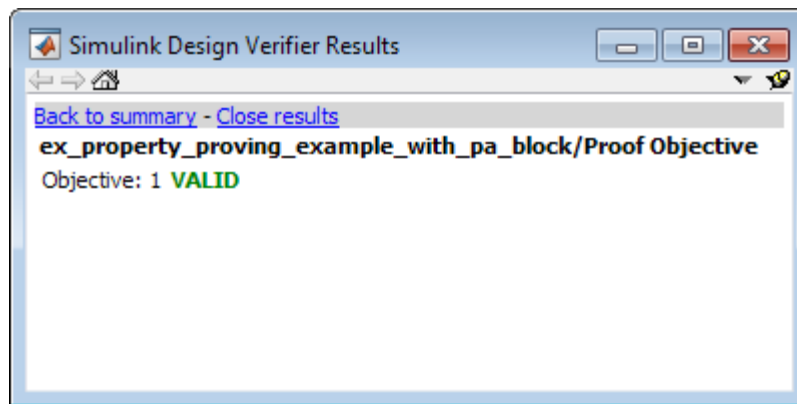 Simulink Design Verifier Results
Back to summary - Close results
ex_property_proving_example_with_pa_block/Proof Objective
Objective: 1 VALID